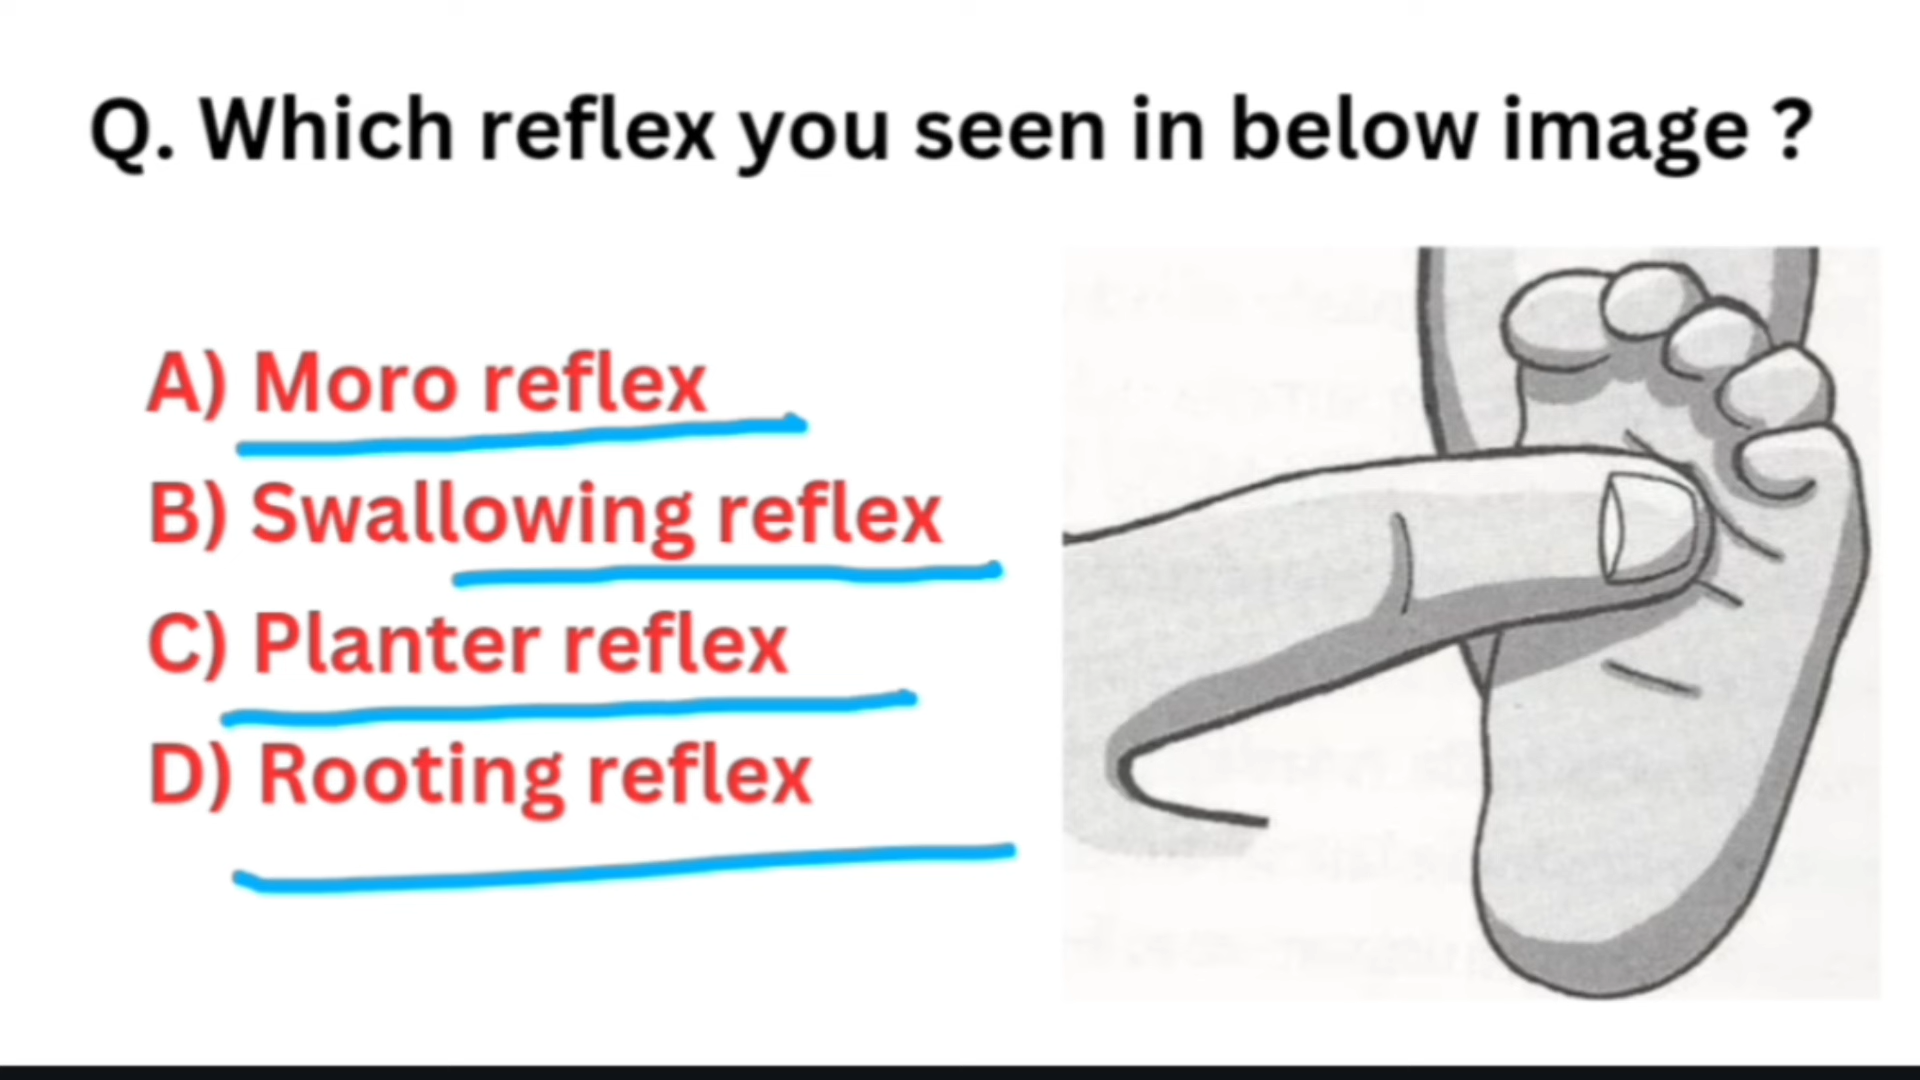 Q. Which reflex you seen in below image ?
A) Moro reflex
B) Swallowing reflex
C) Planter reflex
D) Rooting reflex